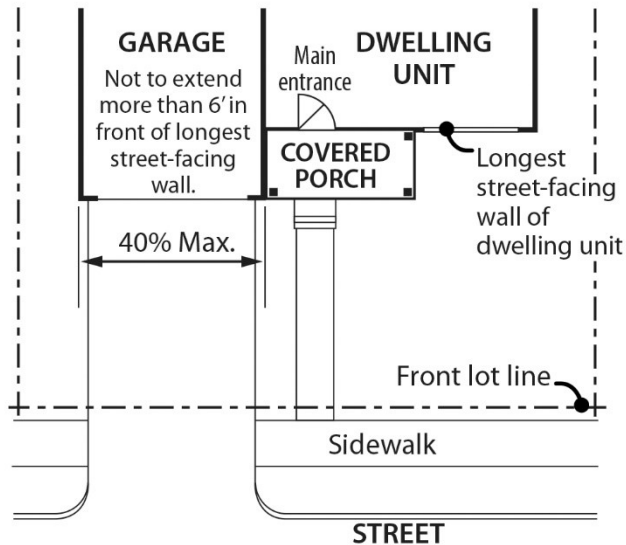 GARAGE
Not to extend
more than 6' in
front of longest
street-facing
wall.
Main
entrance
DWELLING
UNIT
COVERED
PORCH
Longest
street-facing
wall of
dwelling unit
40% Max.
Front lot line
Sidewalk
STREET